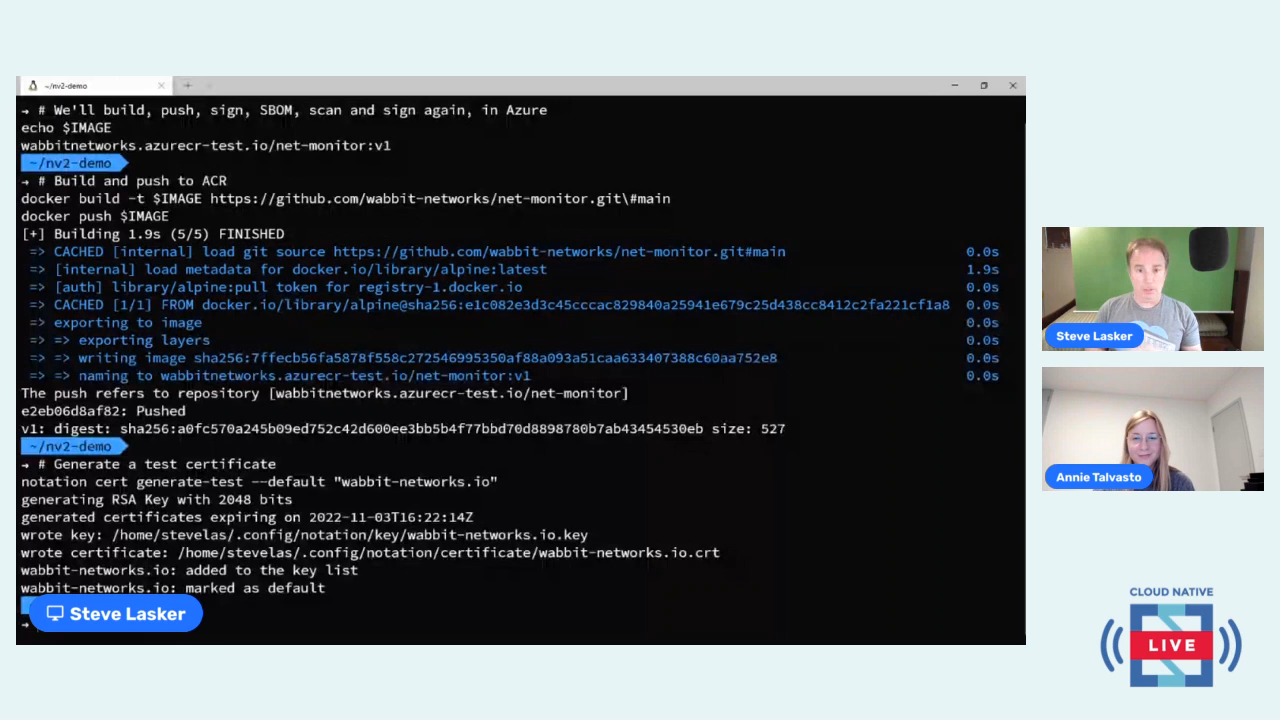 ~/nv2-demo
→ # We'll build, push, sign, SBOM, scan and sign again, in Azure
echo $IMAGE
wabbitnetworks.azurecr-test.io/net-monitor:v1
~/nv2-demo
→ # Build and push to ACR
docker build -t $IMAGE https://github.com/wabbit-networks/net-monitor.git\#main
docker push $IMAGE
[+] Building 1.9s (5/5) FINISHED
=> CACHED [internal] load git source https://github.com/wabbit-networks/net-monitor.git#main 0.0s
=> [internal] load metadata for docker.io/library/alpine:latest 1.9s
=> [auth] library/alpine:pull token for registry-1.docker.io 0.0s
=> CACHED [1/1] FROM docker.io/library/alpine@sha256:e1c082e3d3c45cccac829840a25941e679c25d438cc8412c2fa221cf1a8 0.0s
=> exporting to image 0.0s
=> => exporting layers 0.0s
=> => writing image sha256:7ffecb56fa5878f558c272546995350af88a093a51caa633407388c60aa752e8 0.0s
=> => naming to wabbitnetworks.azurecr-test.io/net-monitor:v1 0.0s
The push refers to repository [wabbitnetworks.azurecr-test.io/net-monitor]
e2eb06d8af82: Pushed
v1: digest: sha256:a0fc570a245b09ed752c42d600ee3bb5b4f77bbd70d8898780b7ab43454530eb size: 527
~/nv2-demo
→ # Generate a test certificate
notation cert generate-test --default "wabbit-networks.io"
generating RSA Key with 2048 bits
generated certificates expiring on 2022-11-03T16:22:14Z
wrote key: /home/stevelas/.config/notation/key/wabbit-networks.io.key
wrote certificate: /home/stevelas/.config/notation/certificate/wabbit-networks.io.crt
wabbit-networks.io: added to the key list
wabbit-networks.io: marked as default
→
Steve Lasker
Steve Lasker
Annie Talvasto
CLOUD NATIVE
LIVE